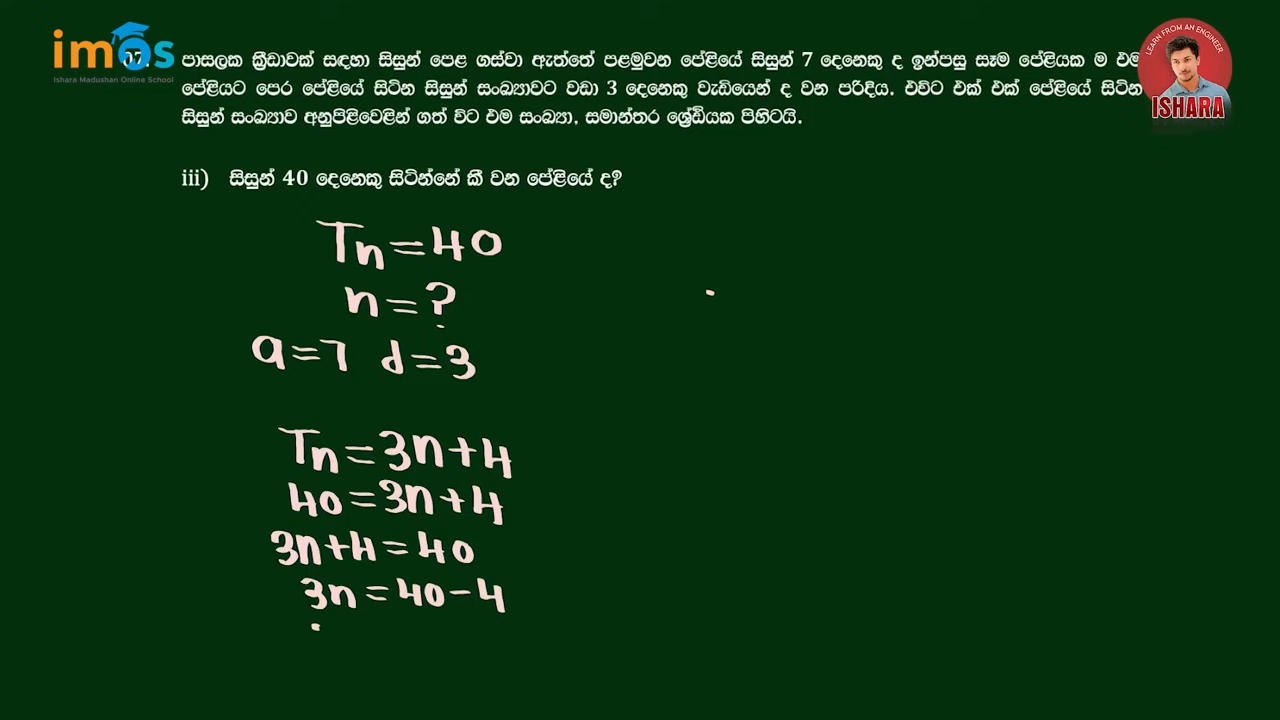 imos
Ishara Madushan Online School
07.
පාසලක ක්‍රීඩාවක් සඳහා සිසුන් පෙළ ගස්වා ඇත්තේ පළමුවන පේළියේ සිසුන් 7 දෙනෙකු ද ඉන්පසු සෑම පේළියක ම එම
පේළියට පෙර පේළියේ සිටින සිසුන් සංඛ්‍යාවට වඩා 3 දෙනෙකු වැඩියෙන් ද වන පරිදිය. එවිට එක් එක් පේළියේ සිටින
සිසුන් සංඛ්‍යාව අනුපිළිවෙළින් ගත් විට එම සංඛ්‍යා, සමාන්තර ශ්‍රේඪියක පිහිටයි.
LEARN FROM AN ENGINEER
ISHARA
iii) සිසුන් 40 දෙනෙකු සිටින්නේ කී වන පේළියේ ද?
Tn = 40
n = ?
a = 7 d = 3
Tn = 3n + 4
40 = 3n + 4
3n + 4 = 40
3n = 40 - 4